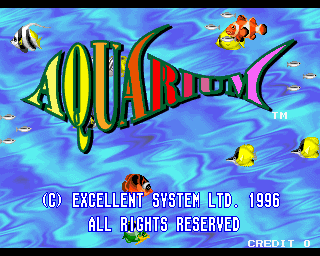 AQUARIUM
TM
(C) EXCELLENT SYSTEM LTD. 1996
ALL RIGHTS RESERVED
CREDIT 0